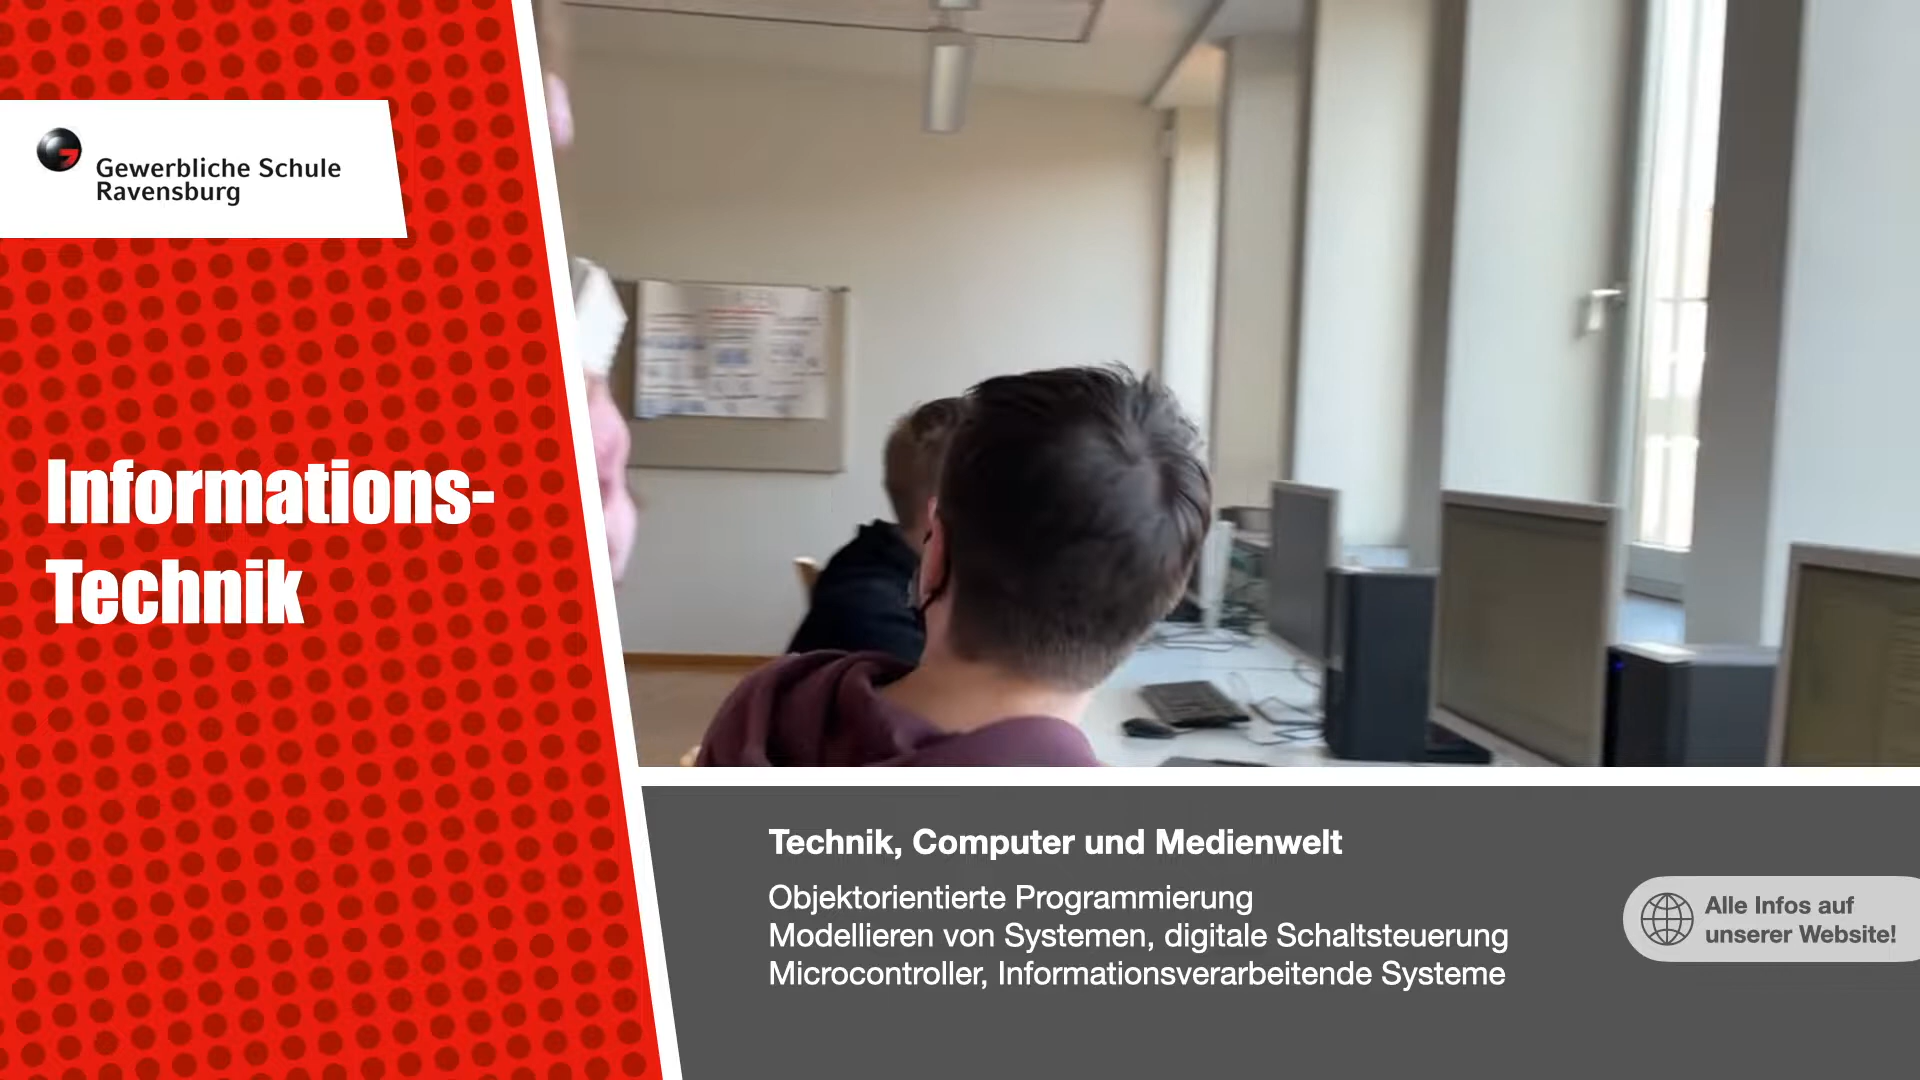 Gewerbliche Schule
Ravensburg
Informations-
Technik
Technik, Computer und Medienwelt
Objektorientierte Programmierung
Modellieren von Systemen, digitale Schaltsteuerung
Microcontroller, Informationsverarbeitende Systeme
Alle Infos auf
unserer Website!